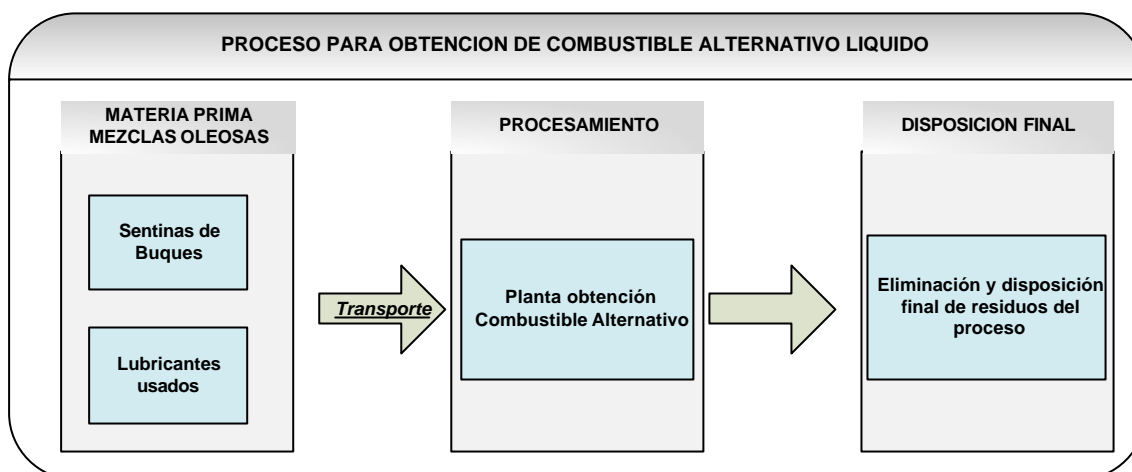 PROCESO PARA OBTENCION DE COMBUSTIBLE ALTERNATIVO LIQUIDO
MATERIA PRIMA
MEZCLAS OLEOSAS
Sentinas de
Buques
Lubricantes
usados
Transporte
PROCESAMIENTO
Planta obtención
Combustible Alternativo
DISPOSICION FINAL
Eliminación y disposición
final de residuos del
proceso